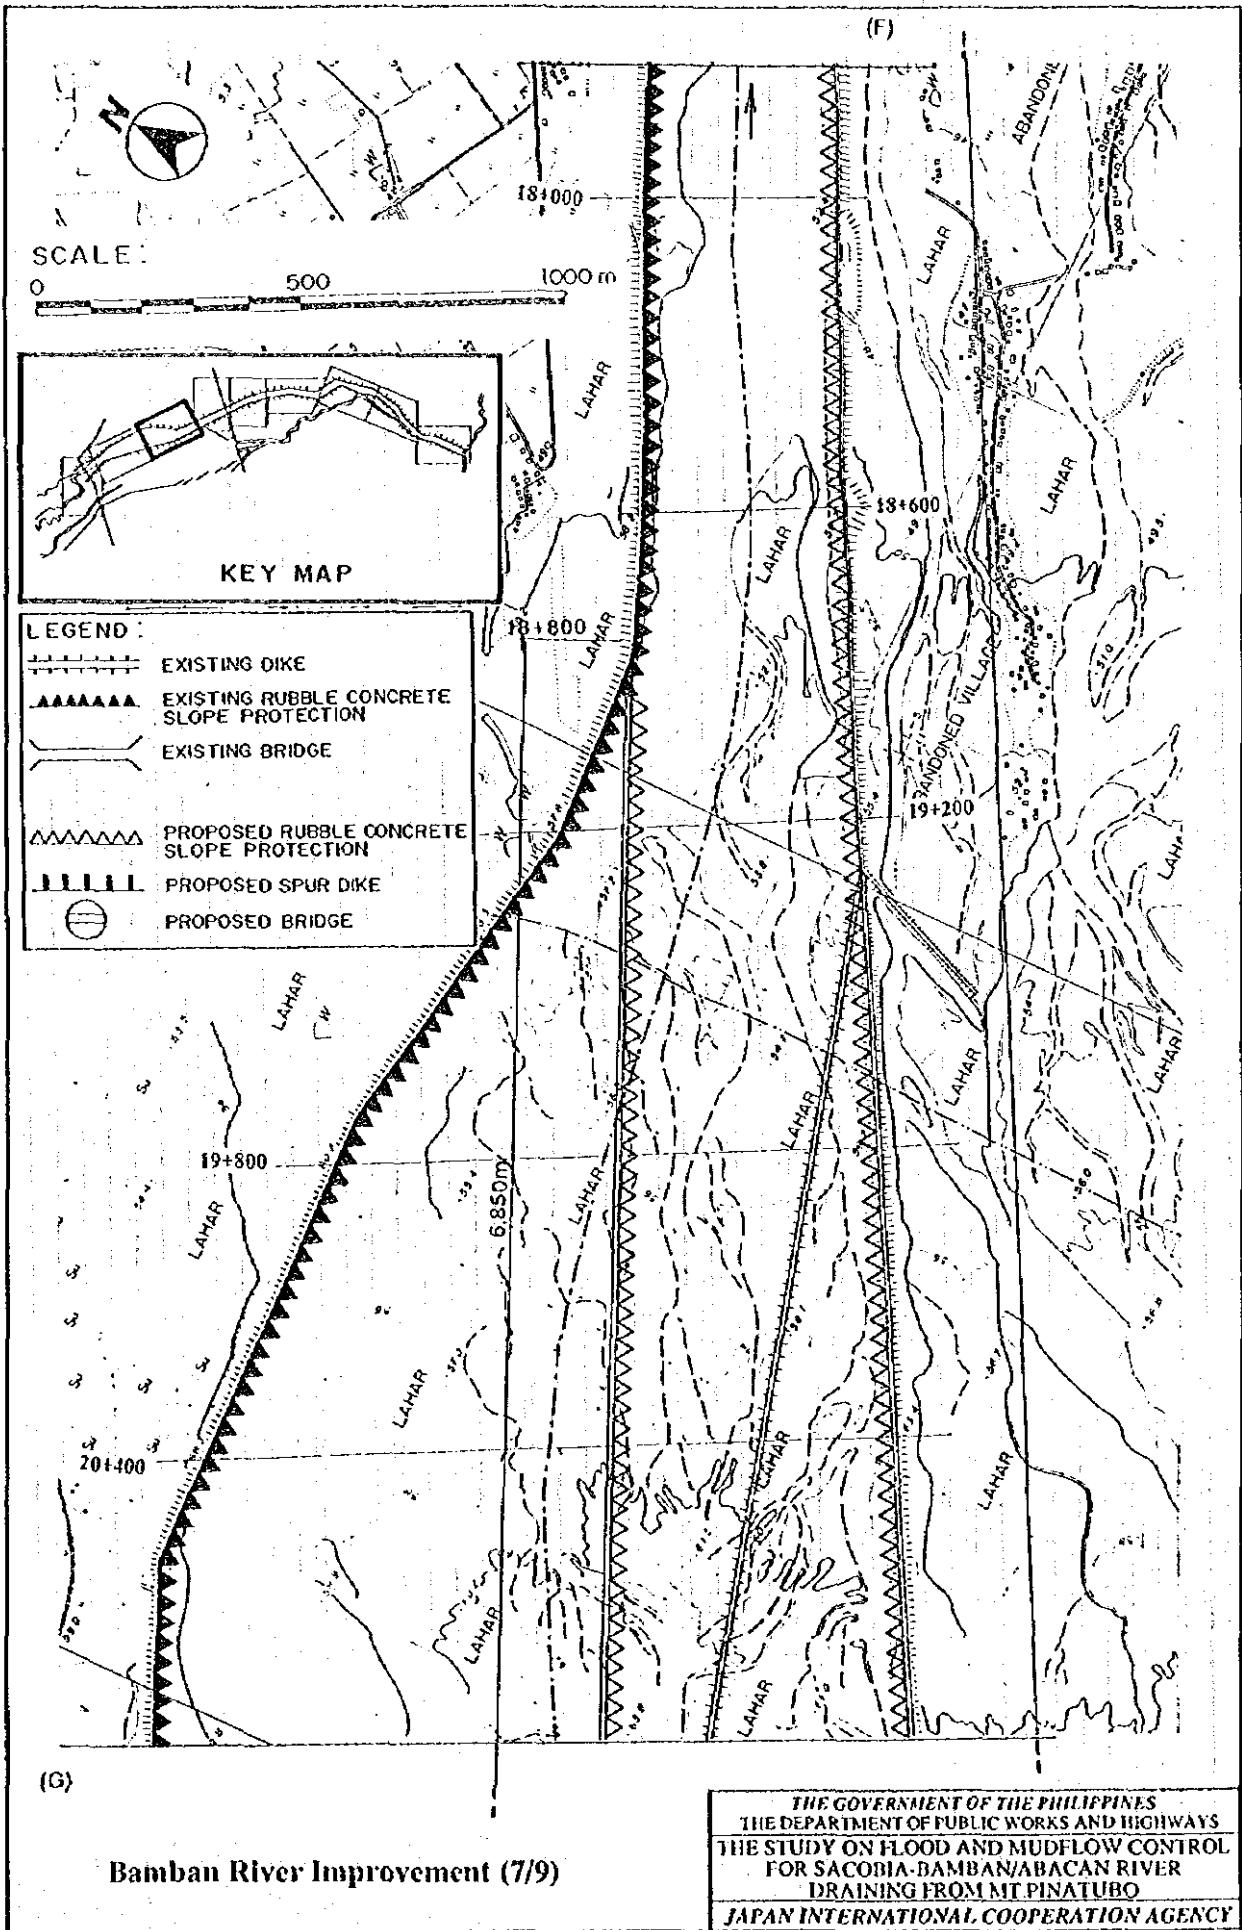 (F)
N
SCALE :
0 500 1000 m
KEY MAP
LEGEND :
EXISTING DIKE
EXISTING RUBBLE CONCRETE
SLOPE PROTECTION
EXISTING BRIDGE
PROPOSED RUBBLE CONCRETE
SLOPE PROTECTION
PROPOSED SPUR DIKE
PROPOSED BRIDGE
18+000
18+600
18+800
19+200
19+800
20+400
6.850m
ABANDONE
ANDONED VILLAGE
LAHAR
LAHAR
LAHAR
LAHAR
LAHAR
LAHA
LAHAR
LAHAR
LAHAR
LAHAR
LAHAR
LAHAR
LAHAR
LAHAR
LAHAR
LAHAR
LAHAR
(G)
Bamban River Improvement (7/9)
THE GOVERNMENT OF THE PHILIPPINES
THE DEPARTMENT OF PUBLIC WORKS AND HIGHWAYS
THE STUDY ON FLOOD AND MUDFLOW CONTROL
FOR SACOBIA-BAMBAN/ABACAN RIVER
DRAINING FROM MT.PINATUBO
JAPAN INTERNATIONAL COOPERATION AGENCY